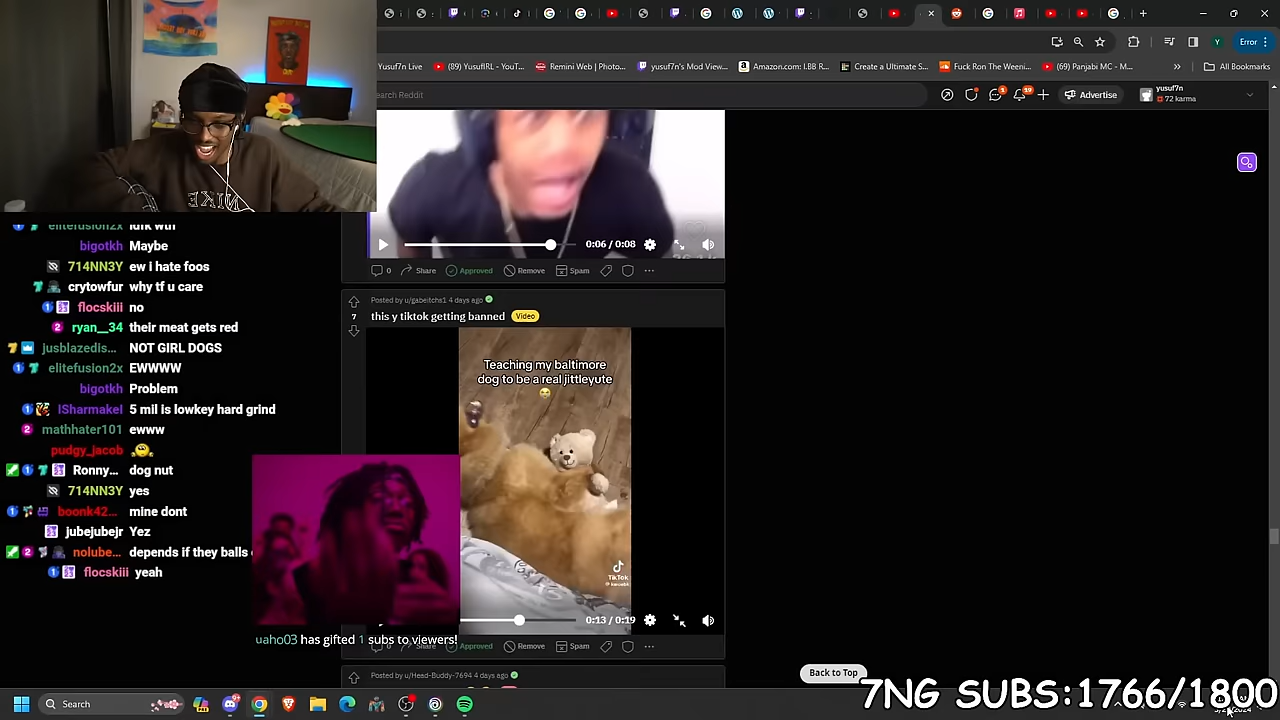 Error
Yusuf7n Live
(89) YusufIRL - YouT...
Remini Web | Photo...
yusuf7n's Mod View...
Amazon.com: LBB R...
Create a Ultimate S...
Fuck Ron The Weeni...
(69) Panjabi MC - M...
All Bookmarks
earch Reddit
Advertise
yusuf7n
72 karma
NIKE
elitefusion2x
bigotkh Maybe
714NN3Y ew i hate foos
crytowfur why tf u care
flocskiii no
ryan__34 their meat gets red
jusblazedis... NOT GIRL DOGS
elitefusion2x EWWWW
bigotkh Problem
lSharmakel 5 mil is lowkey hard grind
mathhater101 ewww
pudgy_jacob
Ronny... dog nut
714NN3Y yes
boonk42... mine dont
jubejubejr Yez
nolube... depends if they balls
flocskiii yeah
0:06 / 0:08
0 Share Approved Remove Spam
Posted by u/gabeitchs1 4 days ago
7 this y tiktok getting banned Video
Teaching my baltimore
dog to be a real jittleyute
TikTok
0:13 / 0:19
uaho03 has gifted 1 subs to viewers!
Share Approved Remove Spam
Posted by u/Head-Buddy-7694 4 days ago
Back to Top
7NG SUBS:1766/1800
Search